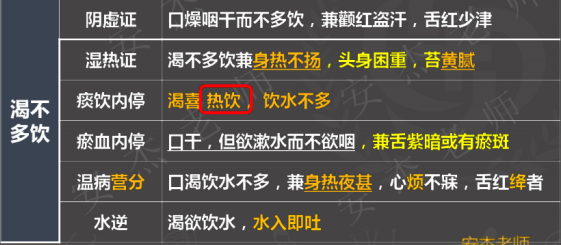 阴虚证 口燥咽干而不多饮，兼颧红盗汗，舌红少津
渴不多饮
湿热证 渴不多饮兼身热不扬，头身困重，苔黄腻
痰饮内停 渴喜热饮，饮水不多
瘀血内停 口干，但欲漱水而不欲咽，兼舌紫暗或有瘀斑
温病营分 口渴饮水不多，兼身热夜甚，心烦不寐，舌红绛者
水逆 渴欲饮水，水入即吐
安杰老师